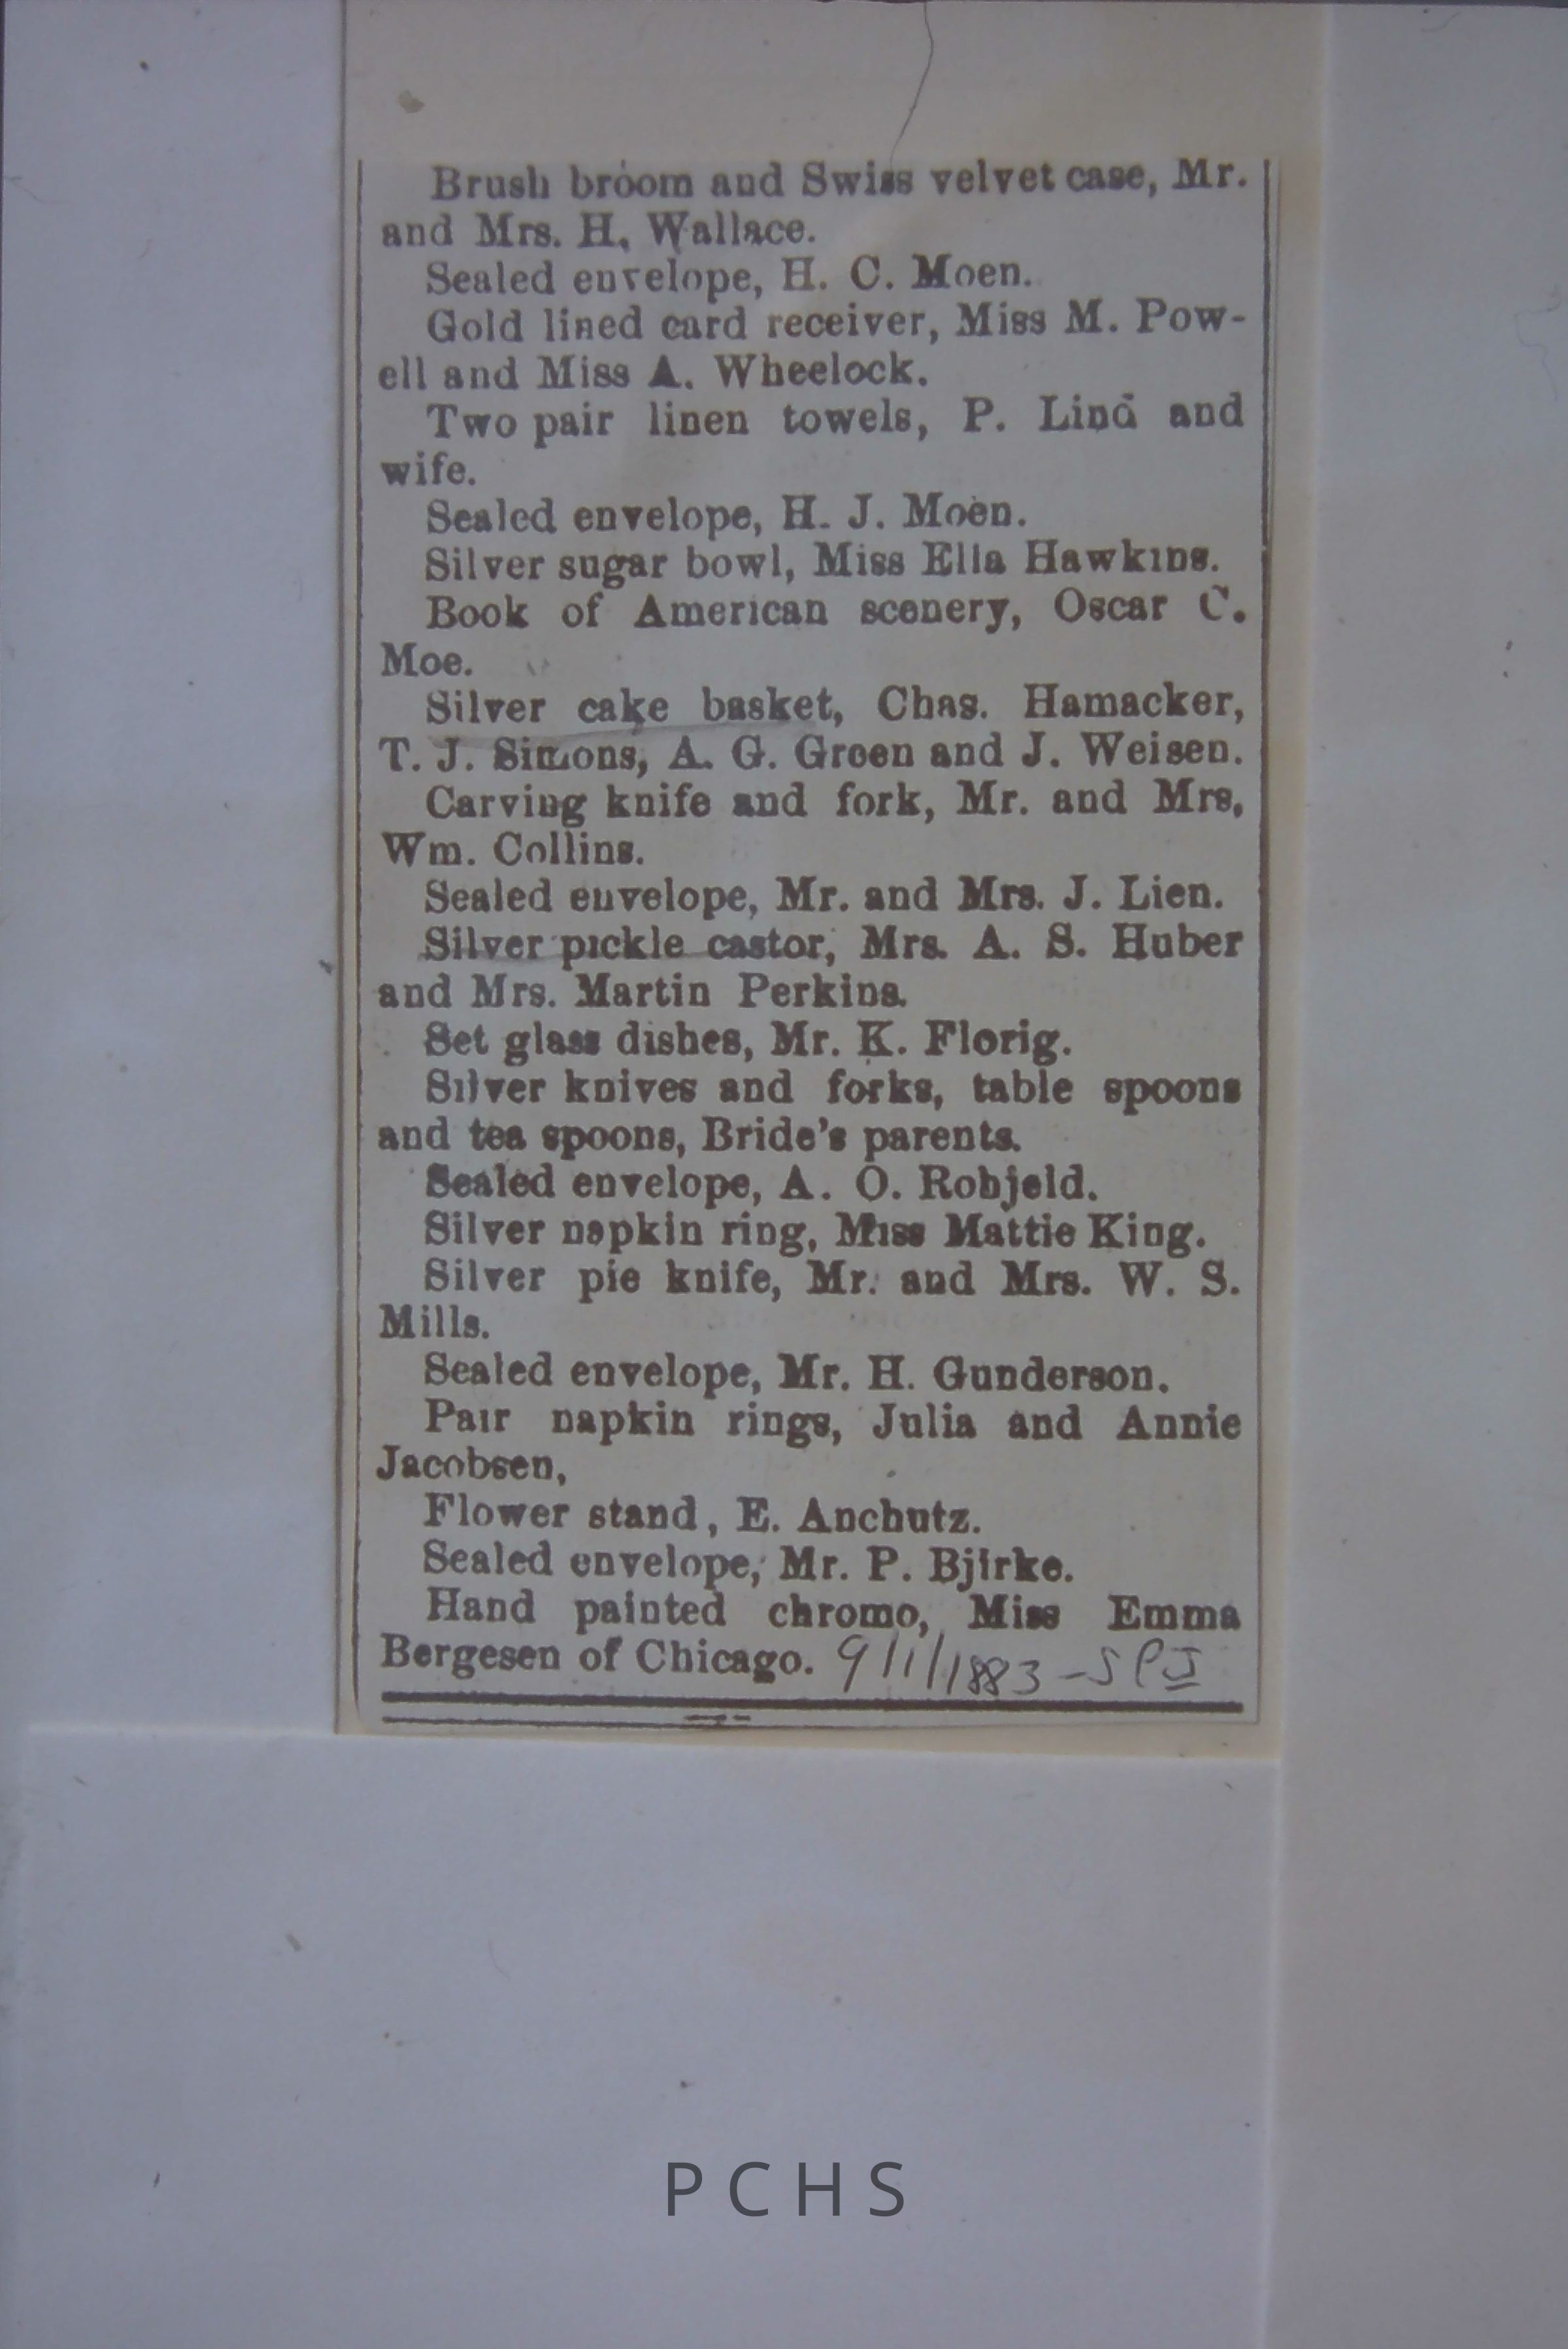 Brush broom and Swiss velvet case, Mr.
and Mrs. H. Wallace.
Sealed envelope, H. C. Moen.
Gold lined card receiver, Miss M. Pow-
ell and Miss A. Wheelock.
Two pair linen towels, P. Lind and
wife.
Sealed envelope, H. J. Moen.
Silver sugar bowl, Miss Ella Hawkins.
Book of American scenery, Oscar C.
Moe.
Silver cake basket, Chas. Hamacker,
T. J. Simons, A. G. Green and J. Weisen.
Carving knife and fork, Mr. and Mrs,
Wm. Collins.
Sealed envelope, Mr. and Mrs. J. Lien.
Silver pickle castor, Mrs. A. S. Huber
and Mrs. Martin Perkins.
Set glass dishes, Mr. K. Florig.
Silver knives and forks, table spoons
and tea spoons, Bride's parents.
Sealed envelope, A. O. Robjeld.
Silver napkin ring, Miss Mattie King.
Silver pie knife, Mr. and Mrs. W. S.
Mills.
Sealed envelope, Mr. H. Gunderson.
Pair napkin rings, Julia and Annie
Jacobsen,
Flower stand, E. Anchutz.
Sealed envelope, Mr. P. Bjirke.
Hand painted chromo, Miss Emma
Bergesen of Chicago. 9/1/1883 - SPJ
PCHS